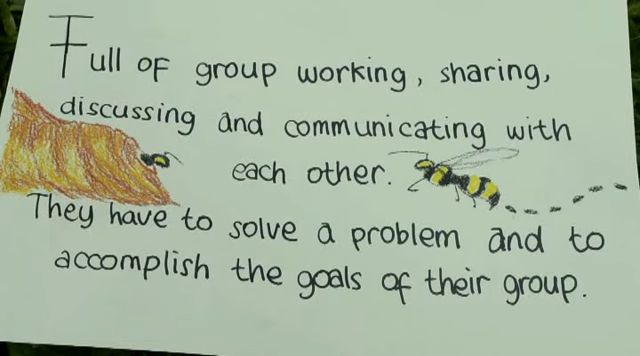 Full of group working, sharing,
discussing and communicating with
each other.
They have to solve a problem and to
accomplish the goals of their group.